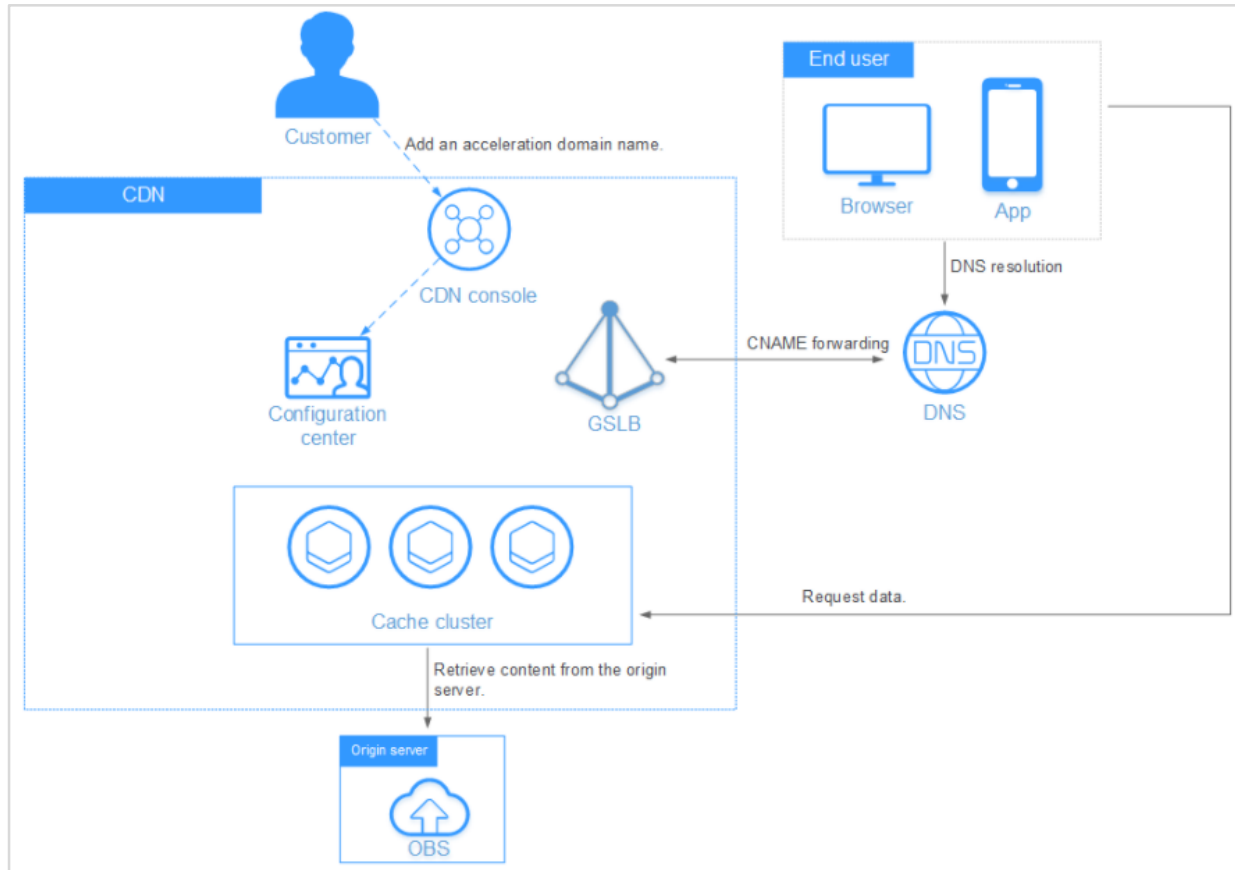 Customer
Add an acceleration domain name.
End user
Browser
App
CDN
CDN console
DNS resolution
CNAME forwarding
DNS
DNS
GSLB
Configuration
center
Cache cluster
Request data.
Retrieve content from the origin
server.
Origin server
OBS